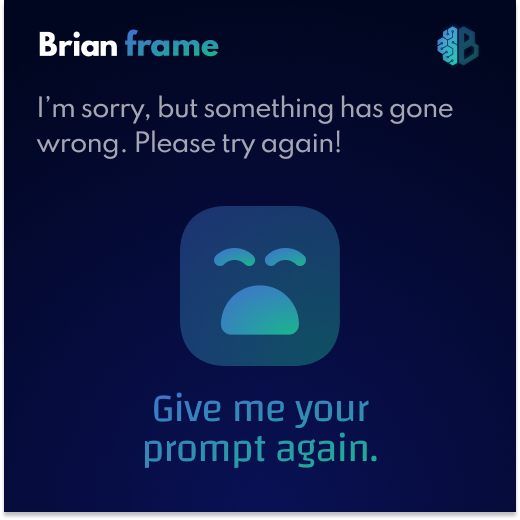 Brian frame
I’m sorry, but something has gone
wrong. Please try again!
Give me your
prompt again.